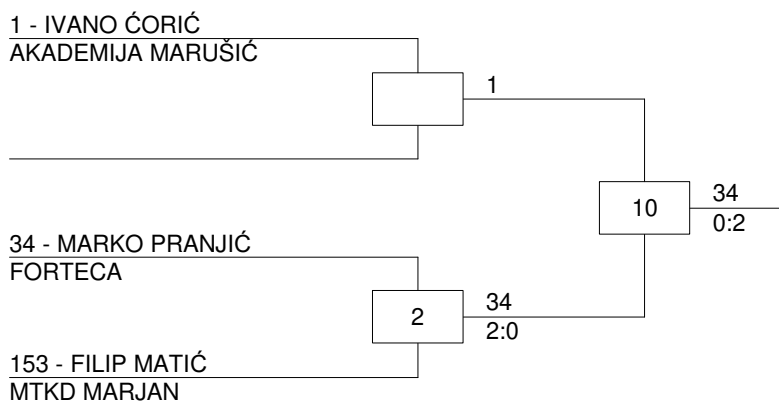 1 - IVANO ĆORIĆ
AKADEMIJA MARUŠIĆ
1
34 - MARKO PRANJIĆ
FORTECA
2
34
2:0
153 - FILIP MATIĆ
MTKD MARJAN
10
34
0:2